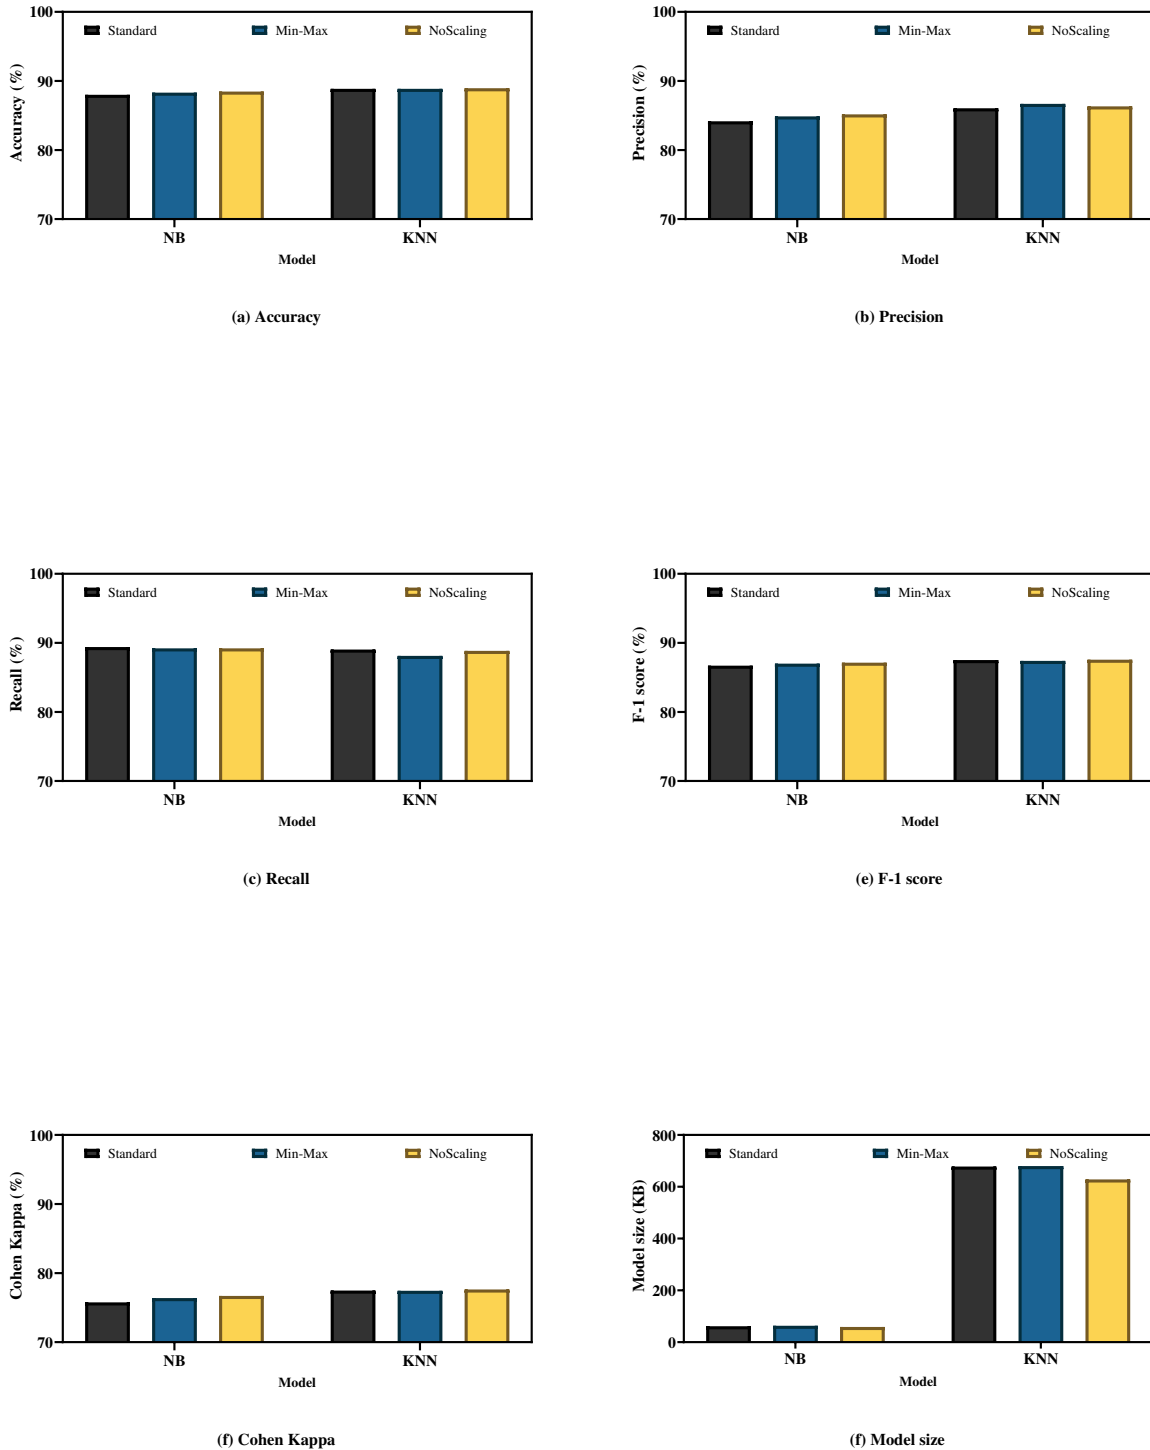 100
90
80
70
Accuracy (%)
Standard Min-Max NoScaling
NB KNN
Model
(a) Accuracy
100
90
80
70
Precision (%)
Standard Min-Max NoScaling
NB KNN
Model
(b) Precision
100
90
80
70
Recall (%)
Standard Min-Max NoScaling
NB KNN
Model
(c) Recall
100
90
80
70
F-1 score (%)
Standard Min-Max NoScaling
NB KNN
Model
(e) F-1 score
100
90
80
70
Cohen Kappa (%)
Standard Min-Max NoScaling
NB KNN
Model
(f) Cohen Kappa
800
600
400
200
0
Model size (KB)
Standard Min-Max NoScaling
NB KNN
Model
(f) Model size